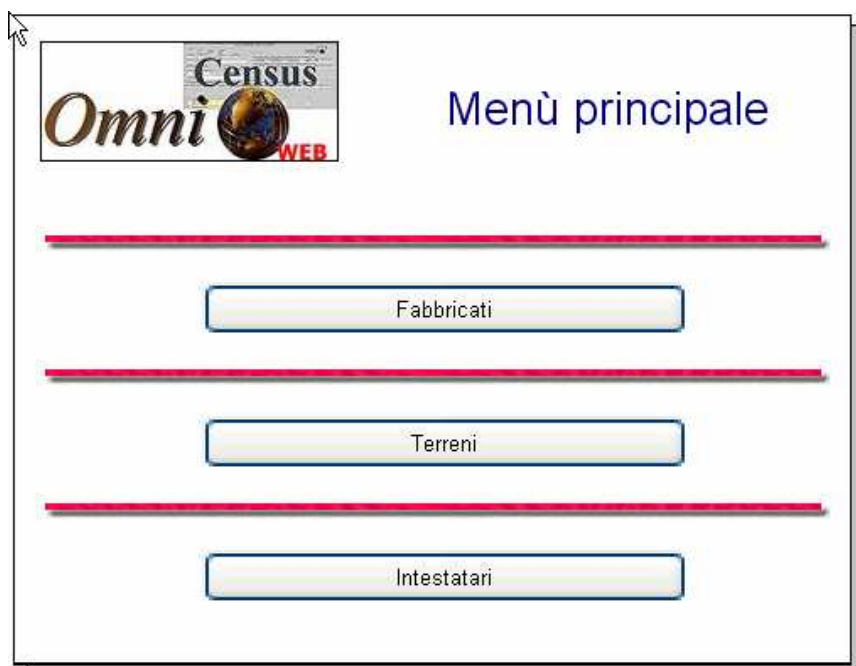 Census
Omni
WEB
Menù principale
Fabbricati
Terreni
Intestatari